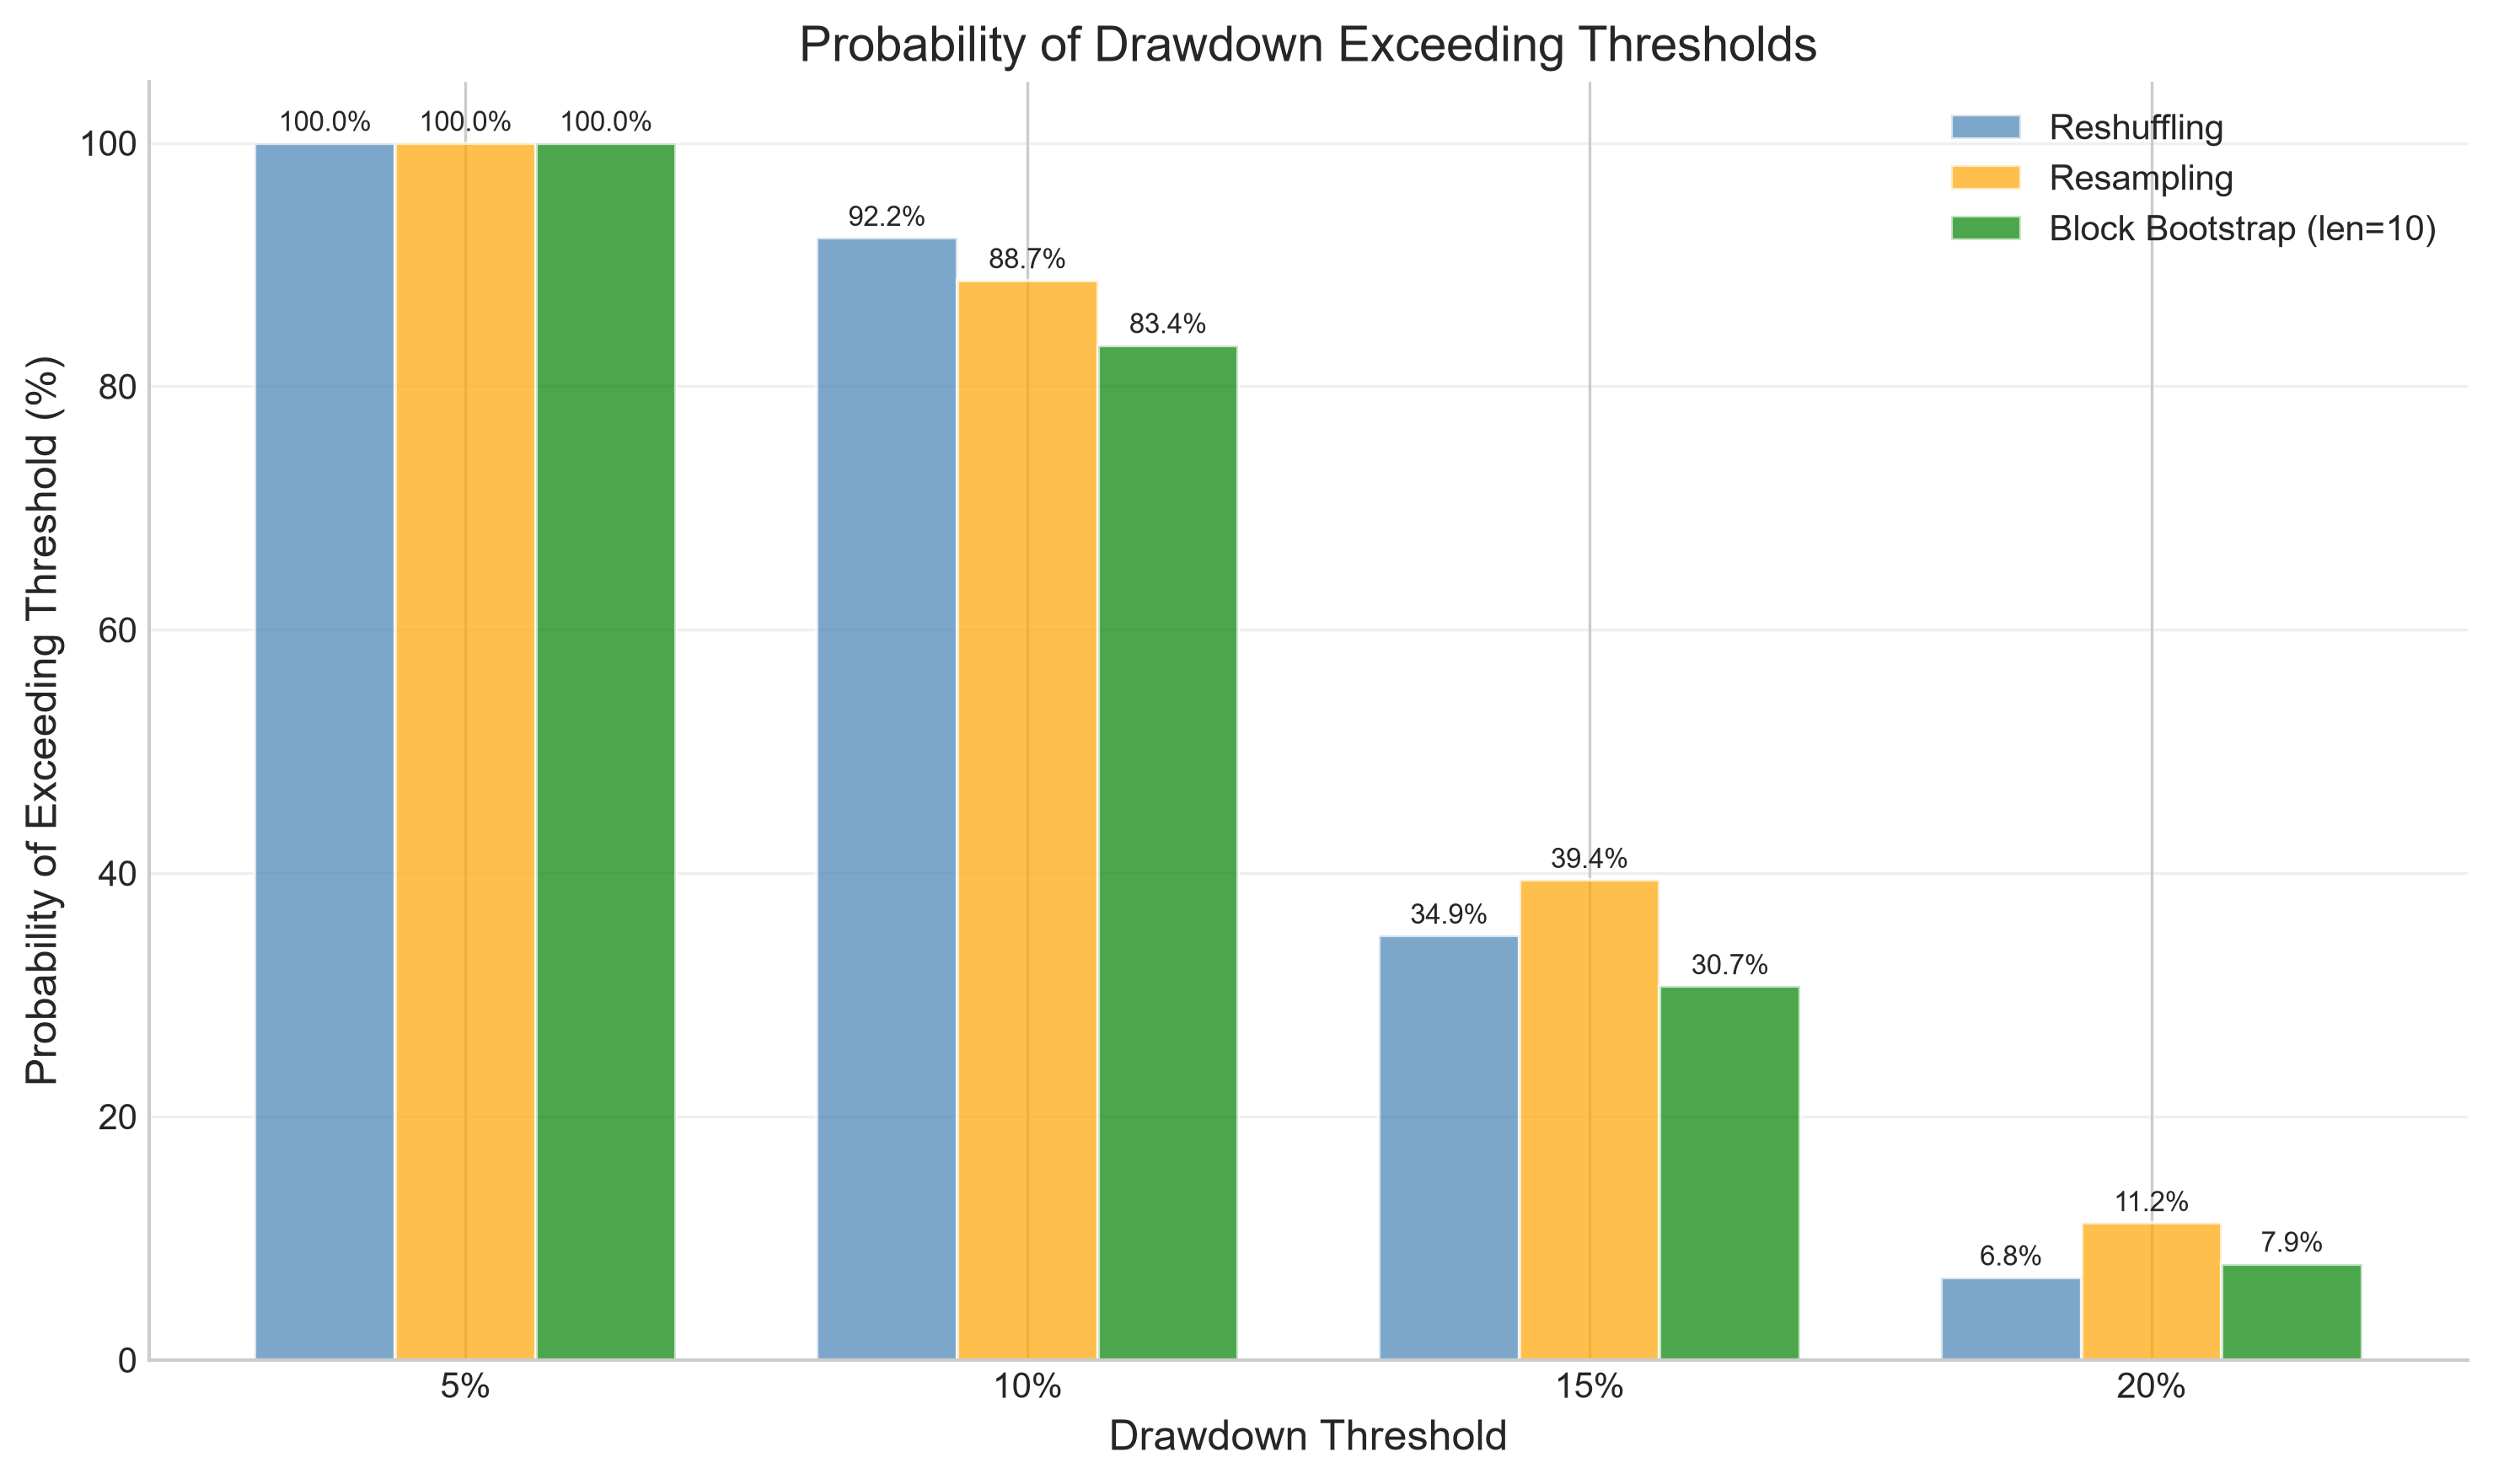 Probability of Drawdown Exceeding Thresholds
Probability of Exceeding Threshold (%)
100
80
60
40
20
0
100.0% 100.0% 100.0%
92.2%
88.7%
83.4%
34.9%
39.4%
30.7%
6.8%
11.2%
7.9%
Reshuffling
Resampling
Block Bootstrap (len=10)
5% 10% 15% 20%
Drawdown Threshold